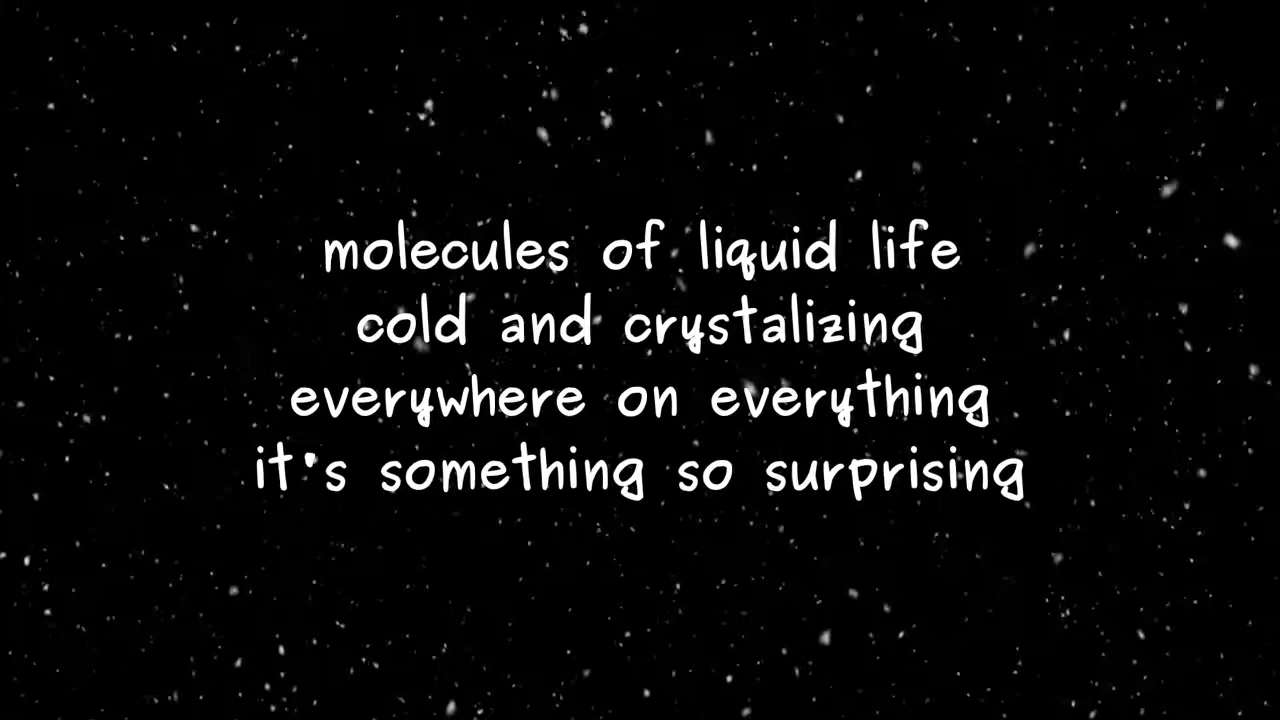 molecules of liquid life
cold and crystalizing
everywhere on everything
it's something so surprising